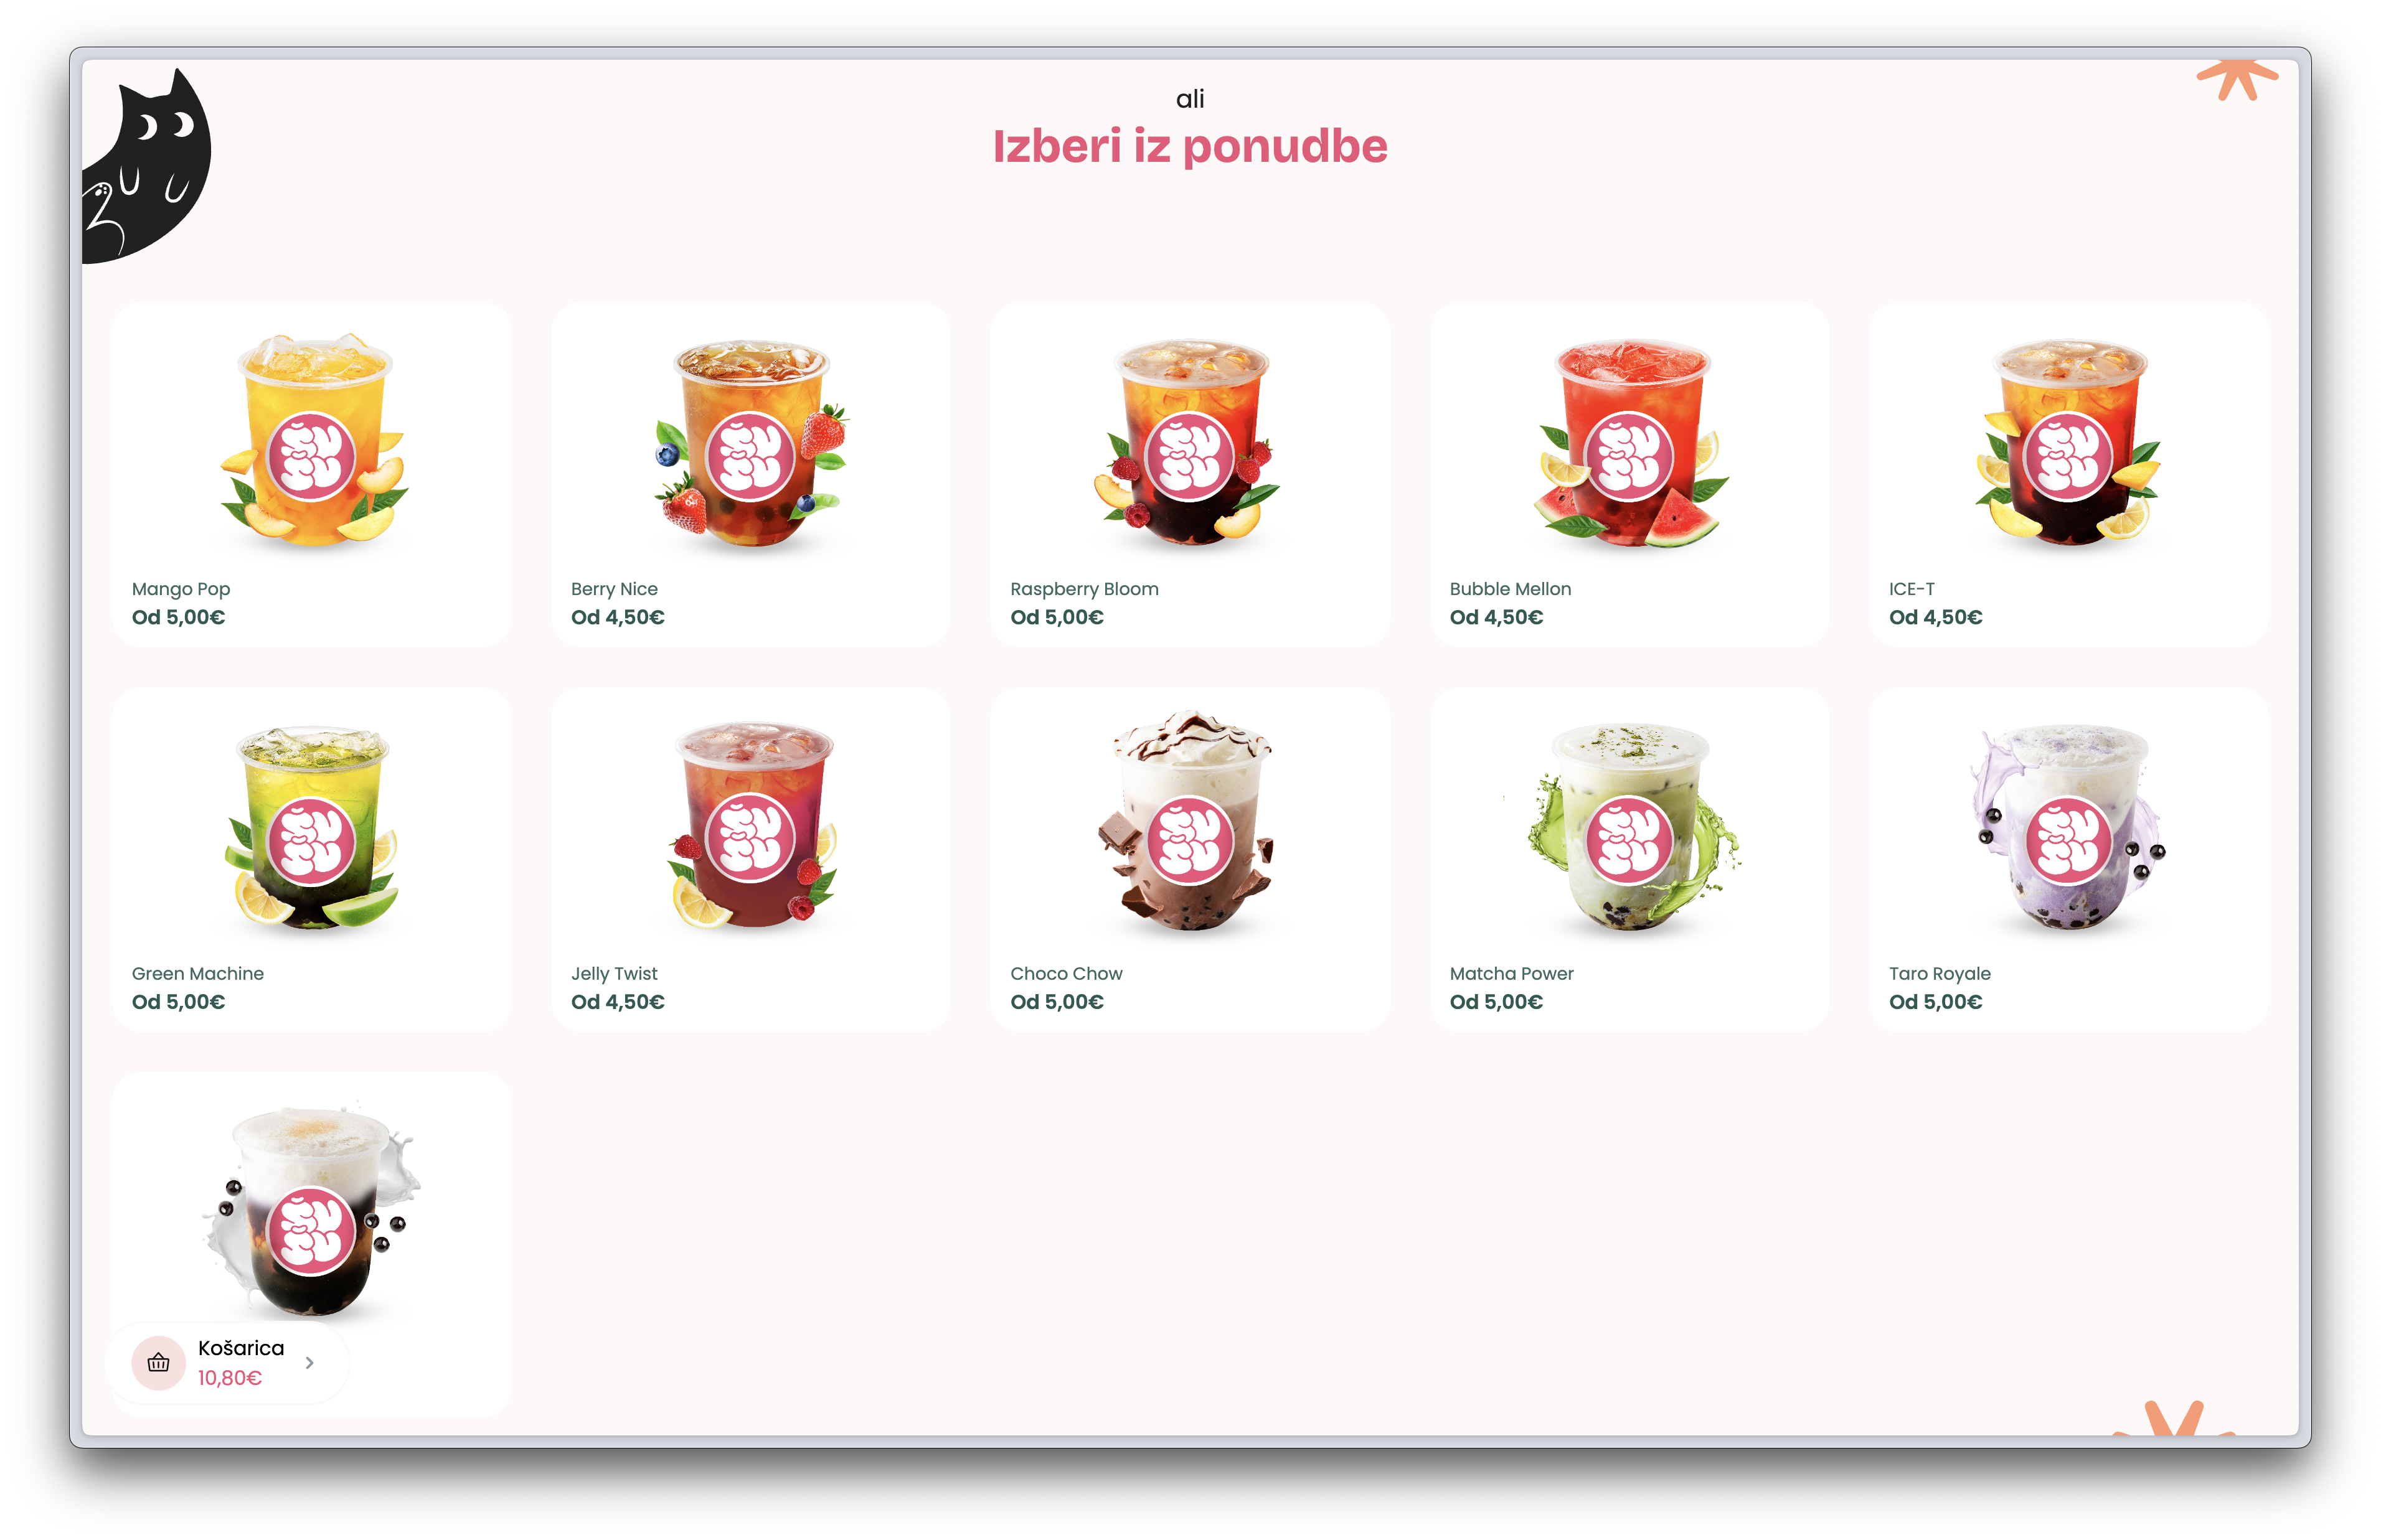 ali
Izberi iz ponudbe
Mango Pop
Od 5,00€
Berry Nice
Od 4,50€
Raspberry Bloom
Od 5,00€
Bubble Mellon
Od 4,50€
ICE-T
Od 4,50€
Green Machine
Od 5,00€
Jelly Twist
Od 4,50€
Choco Chow
Od 5,00€
Matcha Power
Od 5,00€
Taro Royale
Od 5,00€
Košarica
10,80€